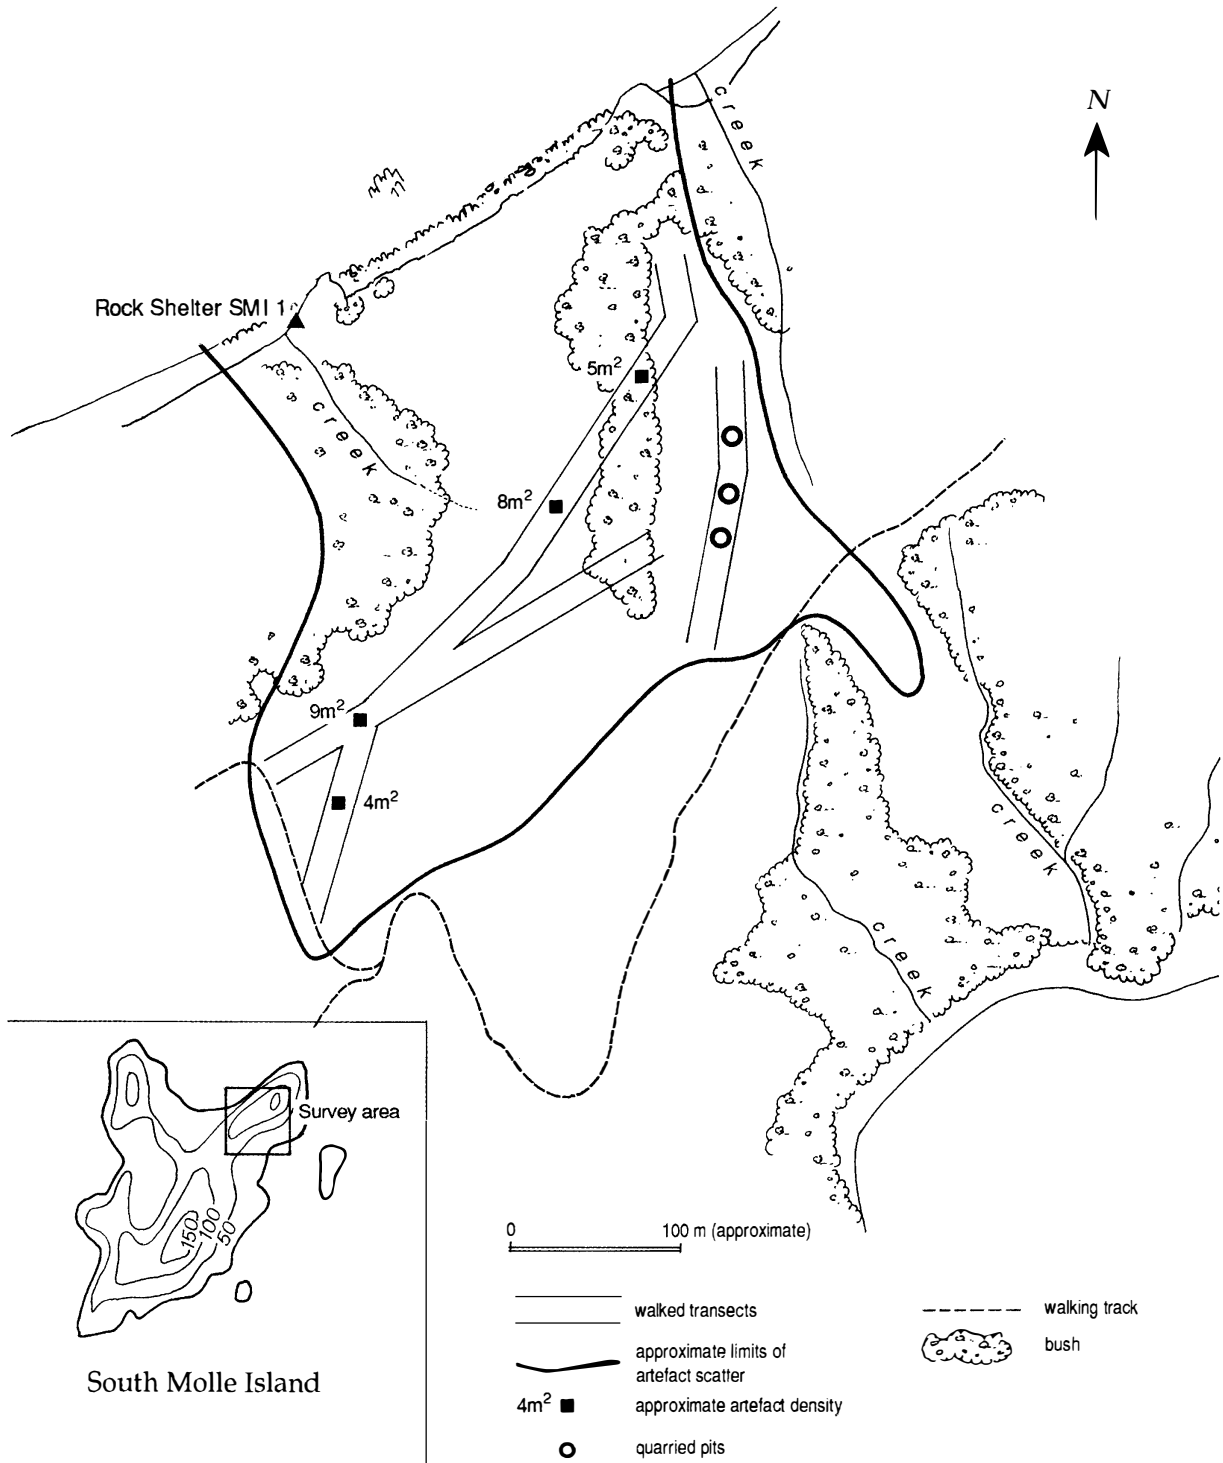 creek
N
Rock Shelter SMI 1
5m²
creek
8m²
9m²
4m²
creek
creek
Survey area
150
100
50
South Molle Island
0 100 m (approximate)
walked transects
approximate limits of
artefact scatter
4m² approximate artefact density
quarried pits
walking track
bush